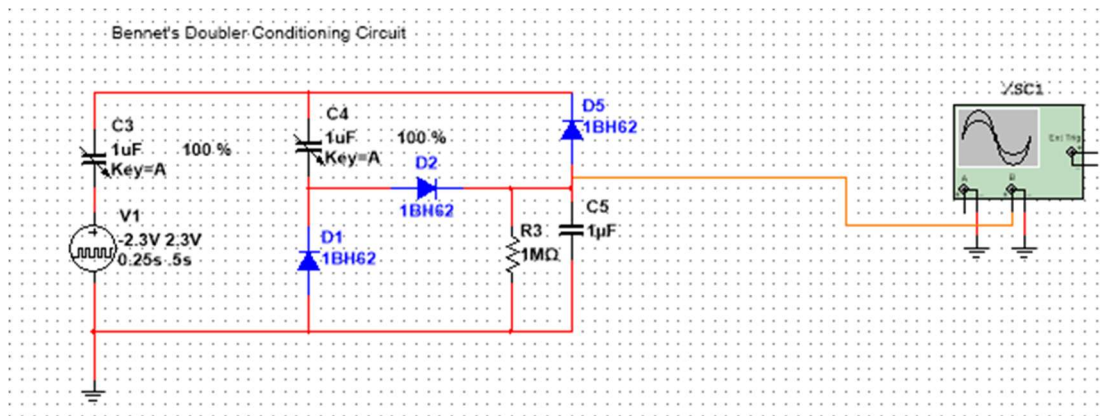 Bennet's Doubler Conditioning Circuit
XSC1
C3
1uF
Key=A
100 %
C4
1uF
Key=A
100 %
D5
1BH62
D2
1BH62
Ext Trig
A
B
V1
-2.3V 2.3V
0.25s .5s
D1
1BH62
R3
1MΩ
C5
1µF